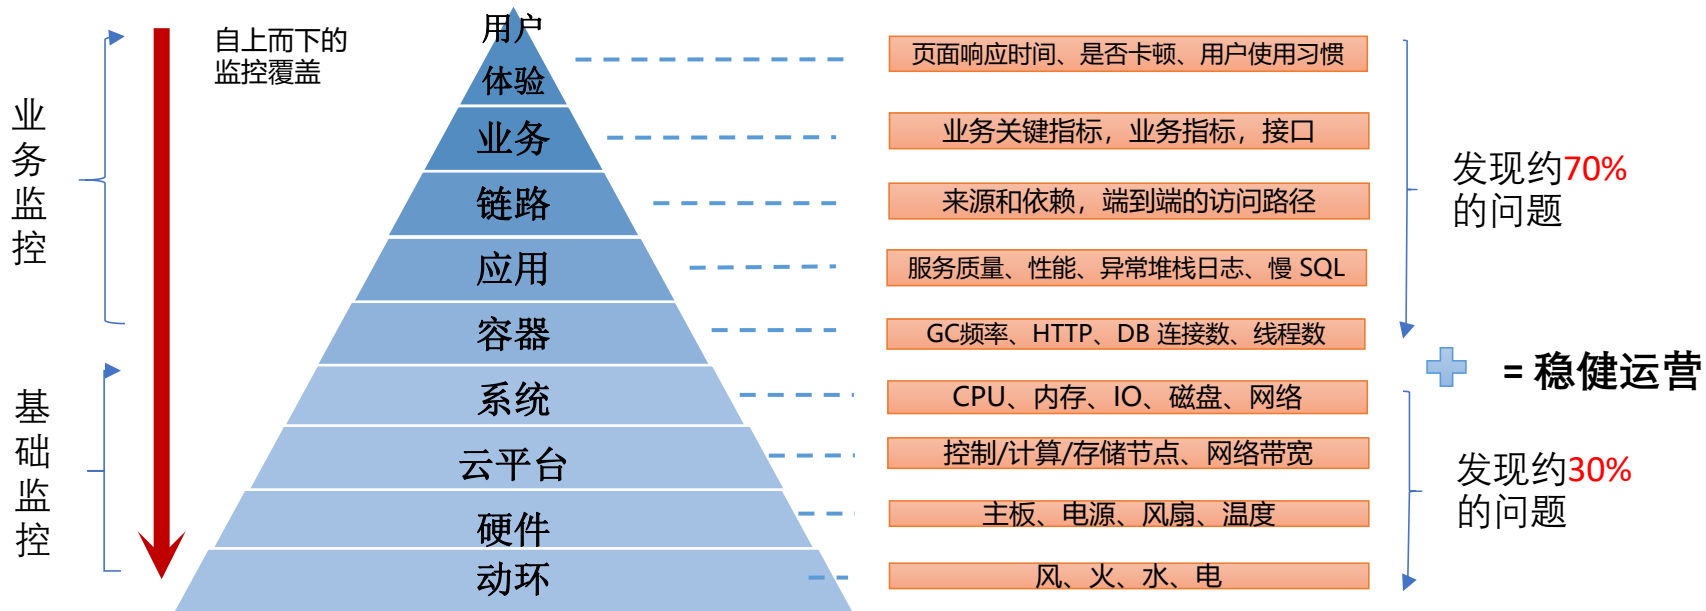 自上而下的
监控覆盖
业务监控
基础监控
用户
体验
业务
链路
应用
容器
系统
云平台
硬件
动环
页面响应时间、是否卡顿、用户使用习惯
业务关键指标，业务指标，接口
来源和依赖，端到端的访问路径
服务质量、性能、异常堆栈日志、慢 SQL
GC频率、HTTP、DB 连接数、线程数
CPU、内存、IO、磁盘、网络
控制/计算/存储节点、网络带宽
主板、电源、风扇、温度
风、火、水、电
发现约70%
的问题
= 稳健运营
发现约30%
的问题